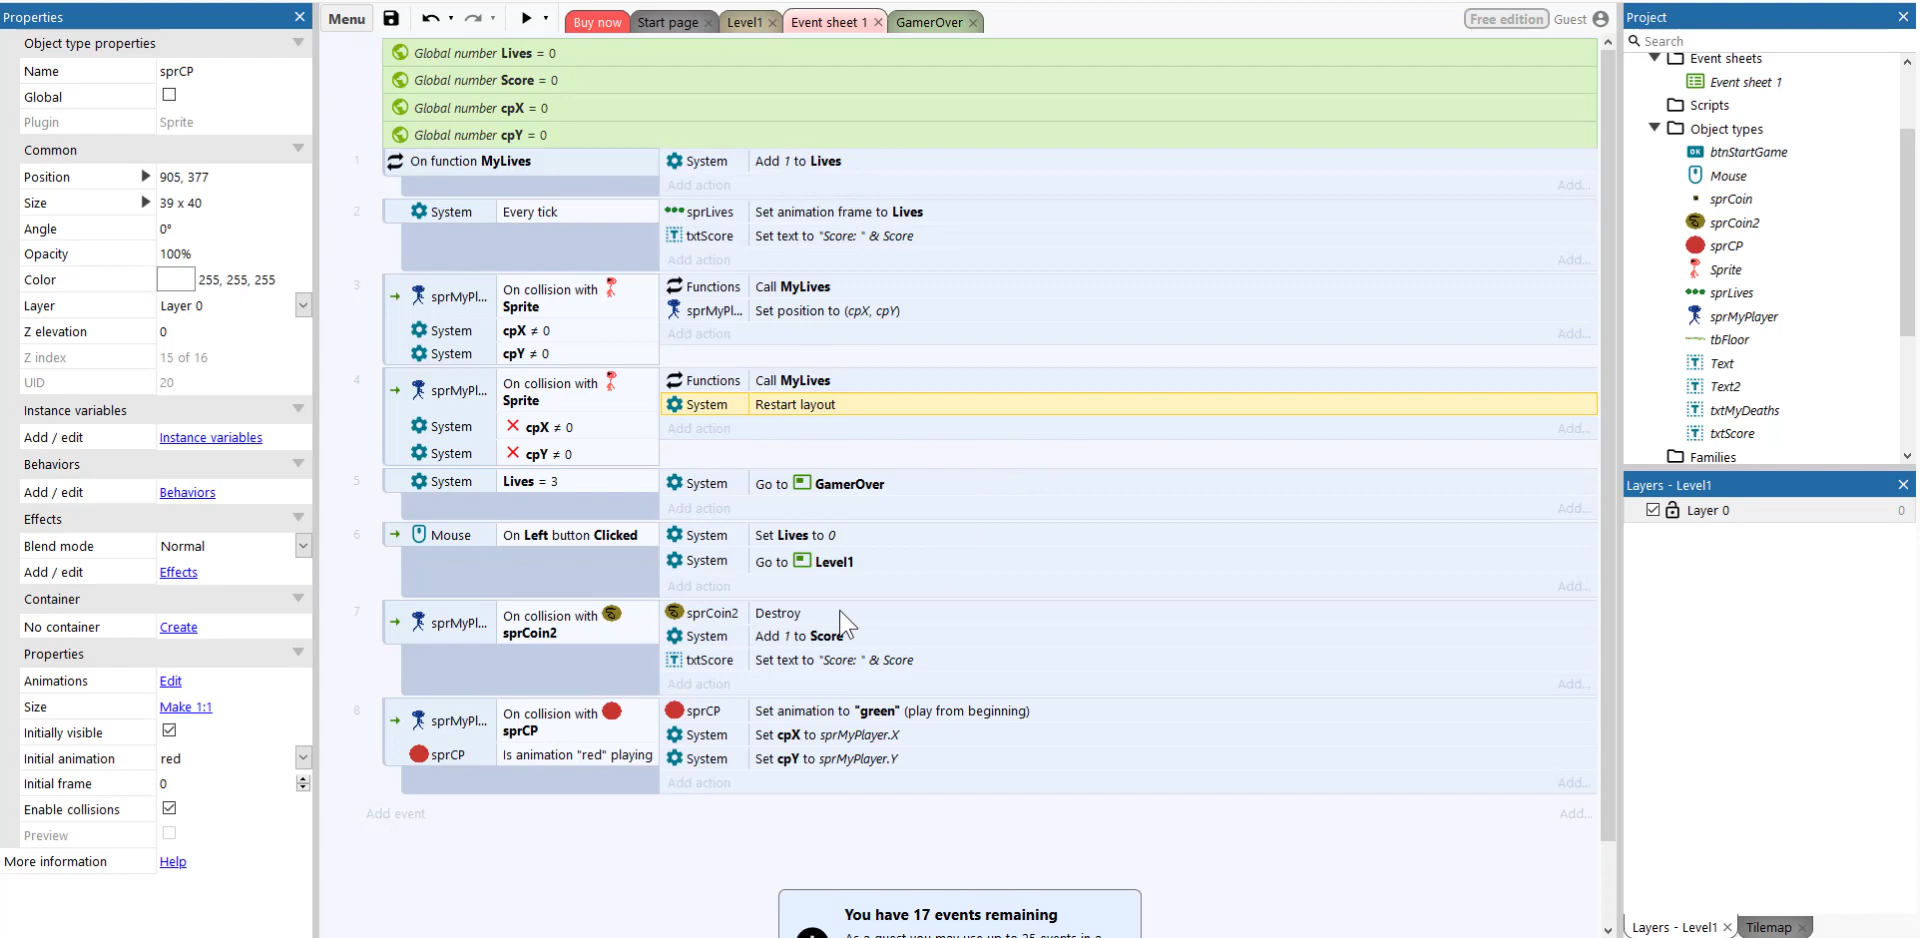 Properties
Object type properties
Name sprCP
Global
Plugin Sprite
Common
Position 905, 377
Size 39 x 40
Angle 0°
Opacity 100%
Color 255, 255, 255
Layer Layer 0
Z elevation 0
Z index 15 of 16
UID 20
Instance variables
Add / edit Instance variables
Behaviors
Add / edit Behaviors
Effects
Blend mode Normal
Add / edit Effects
Container
No container Create
Properties
Animations Edit
Size Make 1:1
Initially visible
Initial animation red
Initial frame 0
Enable collisions
Preview
More information Help
Menu
Buy now Start page Level1 Event sheet 1 GamerOver
Free edition Guest
Global number Lives = 0
Global number Score = 0
Global number cpX = 0
Global number cpY = 0
1 On function MyLives System Add 1 to Lives
Add action Add...
2 System Every tick sprLives Set animation frame to Lives
txtScore Set text to "Score: " & Score
Add action Add...
3 sprMyPl... On collision with Sprite Functions Call MyLives
sprMyPl... Set position to (cpX, cpY)
System cpX ≠ 0 Add action Add...
System cpY ≠ 0
4 sprMyPl... On collision with Sprite Functions Call MyLives
System Restart layout
System cpX ≠ 0 Add action Add...
System cpY ≠ 0
5 System Lives = 3 System Go to GamerOver
Add action Add...
6 Mouse On Left button Clicked System Set Lives to 0
System Go to Level1
Add action Add...
7 sprMyPl... On collision with sprCoin2 sprCoin2 Destroy
System Add 1 to Score
txtScore Set text to "Score: " & Score
Add action Add...
8 sprMyPl... On collision with sprCP sprCP Set animation to "green" (play from beginning)
System Set cpX to sprMyPlayer.X
sprCP Is animation "red" playing System Set cpY to sprMyPlayer.Y
Add action Add...
Add event Add...
You have 17 events remaining
Project
Search
Event sheets
Event sheet 1
Scripts
Object types
btnStartGame
Mouse
sprCoin
sprCoin2
sprCP
Sprite
sprLives
sprMyPlayer
tbFloor
Text
Text2
txtMyDeaths
txtScore
Families
Layers - Level1
Layer 0 0
Layers - Level1 Tilemap